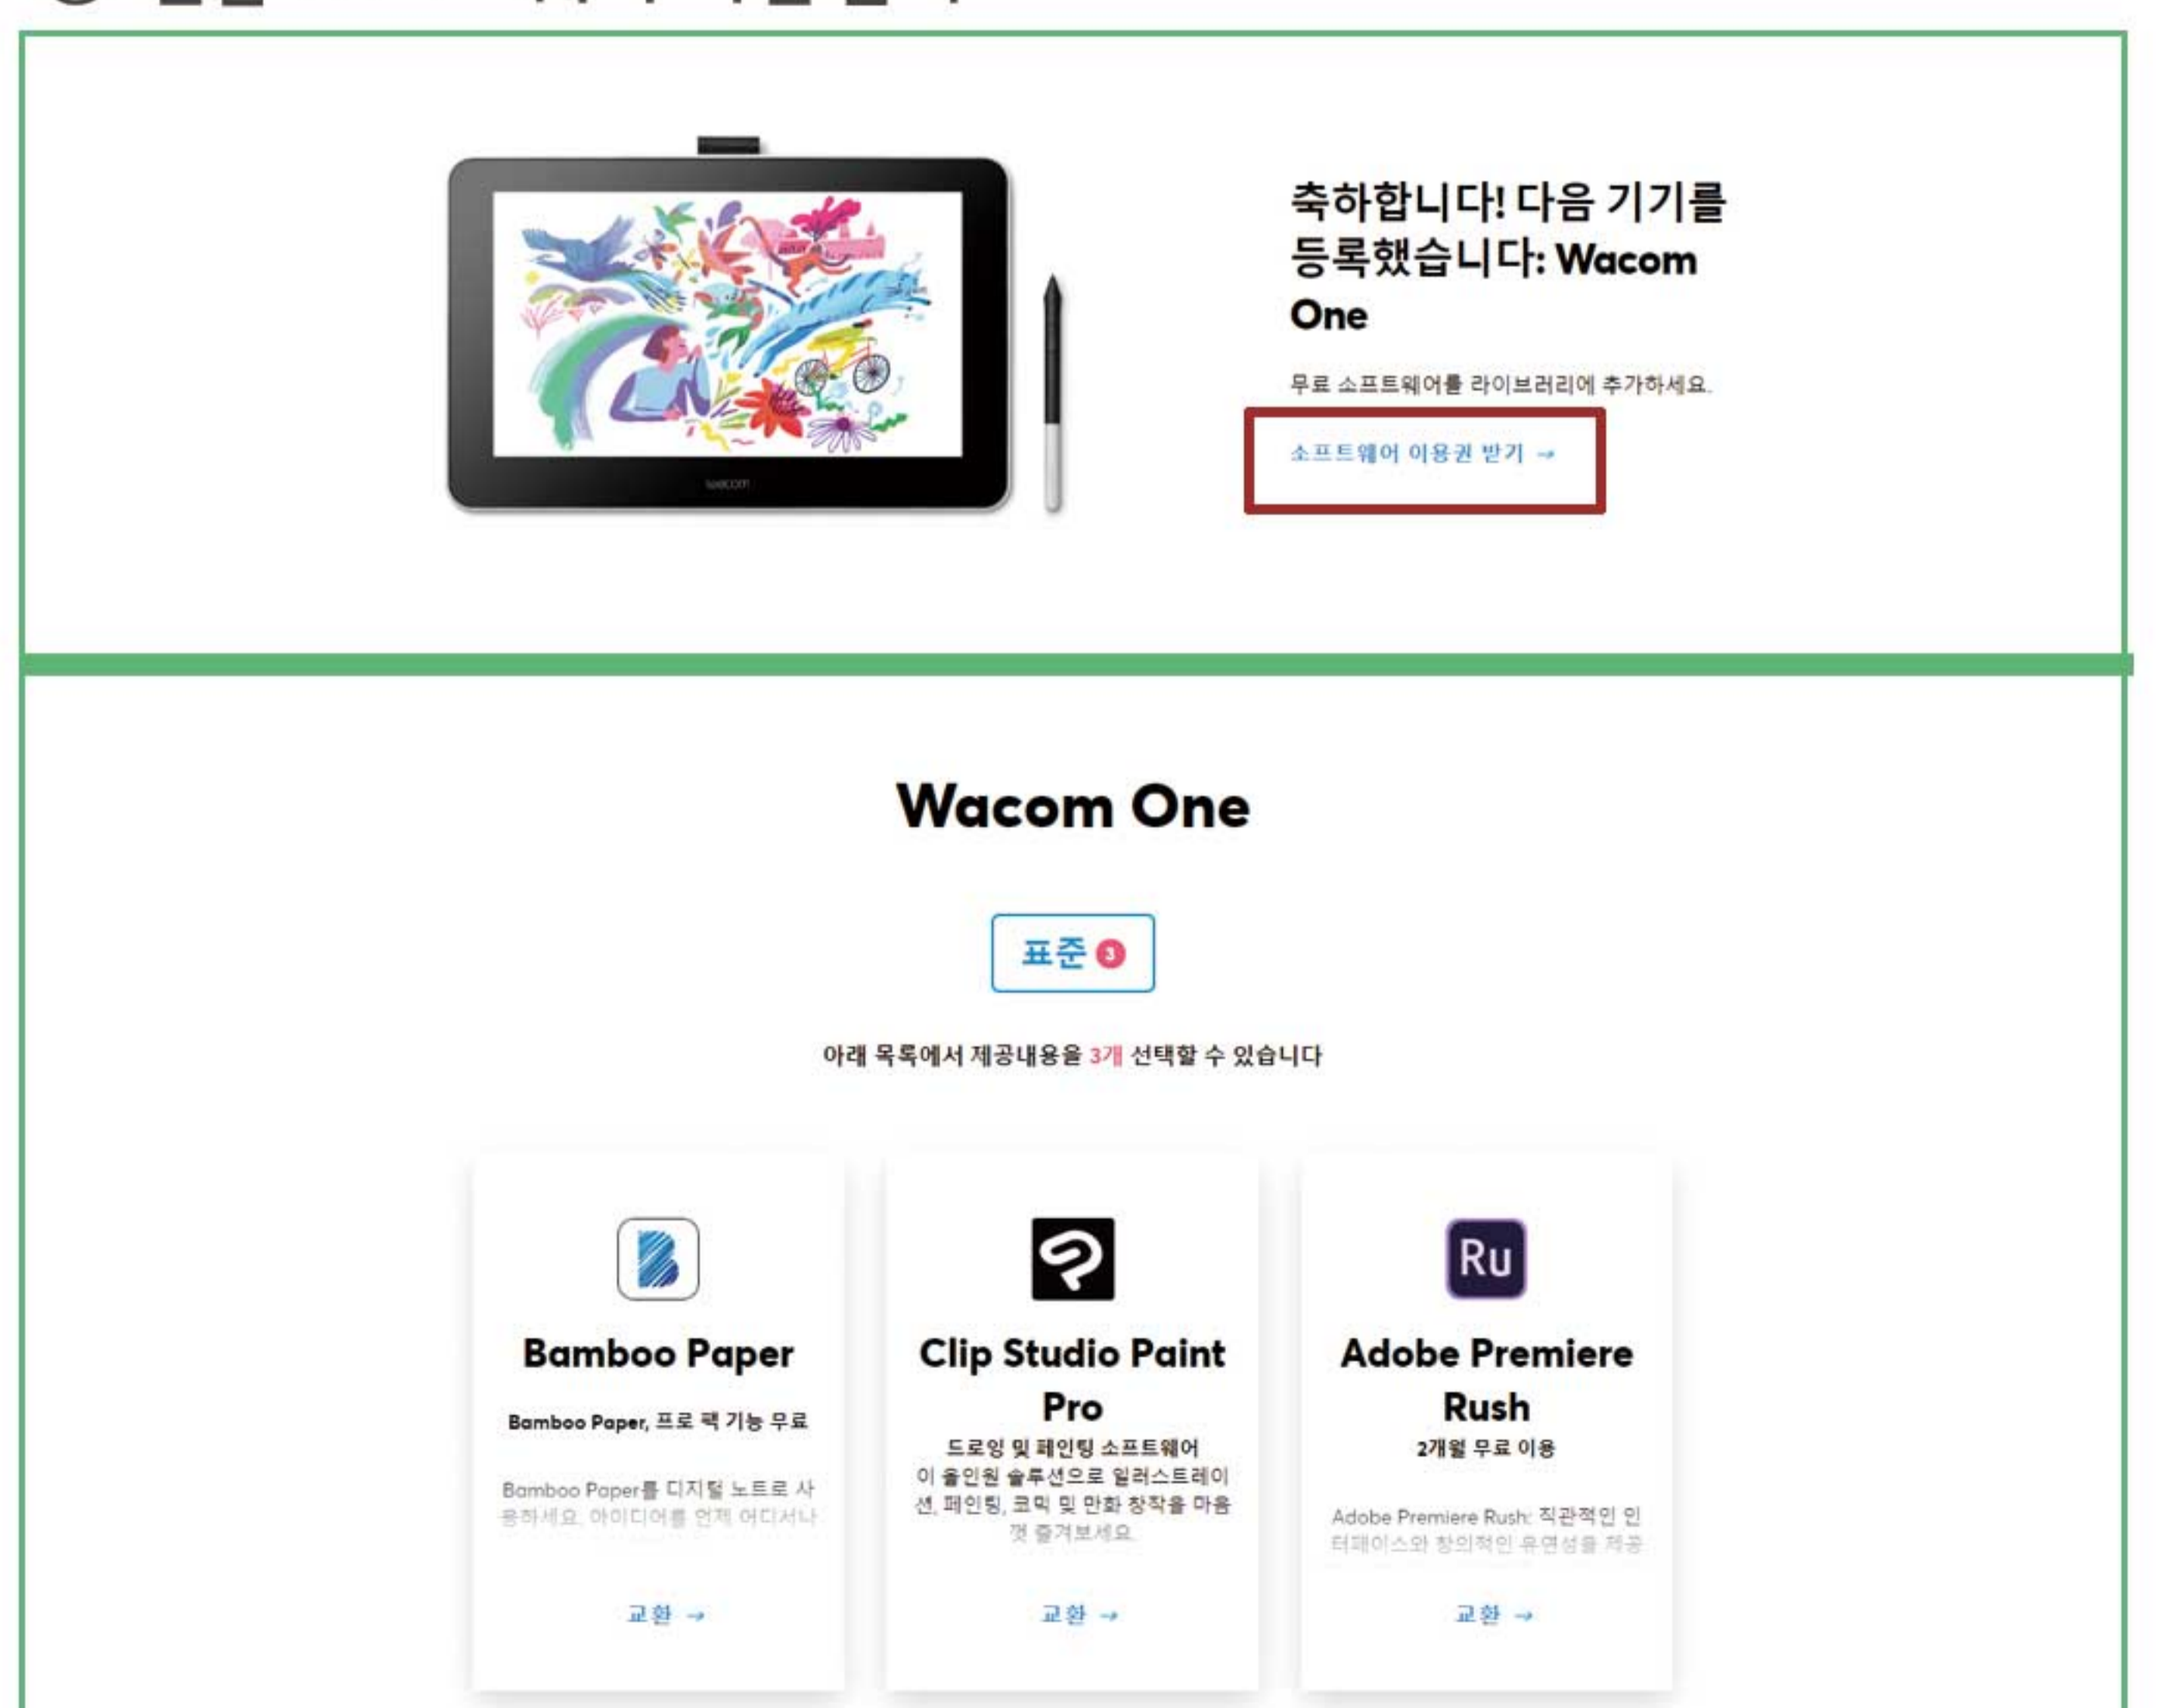 축하합니다! 다음 기기를
등록했습니다: Wacom
One
무료 소프트웨어를 라이브러리에 추가하세요.
소프트웨어 이용권 받기 →
wacom
Wacom One
표준 3
아래 목록에서 제공내용을 3개 선택할 수 있습니다
Bamboo Paper
Bamboo Paper, 프로 팩 기능 무료
Bamboo Paper를 디지털 노트로 사
용하세요. 아이디어를 언제 어디서나
교환 →
Clip Studio Paint
Pro
드로잉 및 페인팅 소프트웨어
이 올인원 솔루션으로 일러스트레이
션, 페인팅, 코믹 및 만화 창작을 마음
껏 즐겨보세요.
교환 →
Ru
Adobe Premiere
Rush
2개월 무료 이용
Adobe Premiere Rush: 직관적인 인
터페이스와 창의적인 유연성을 제공
교환 →